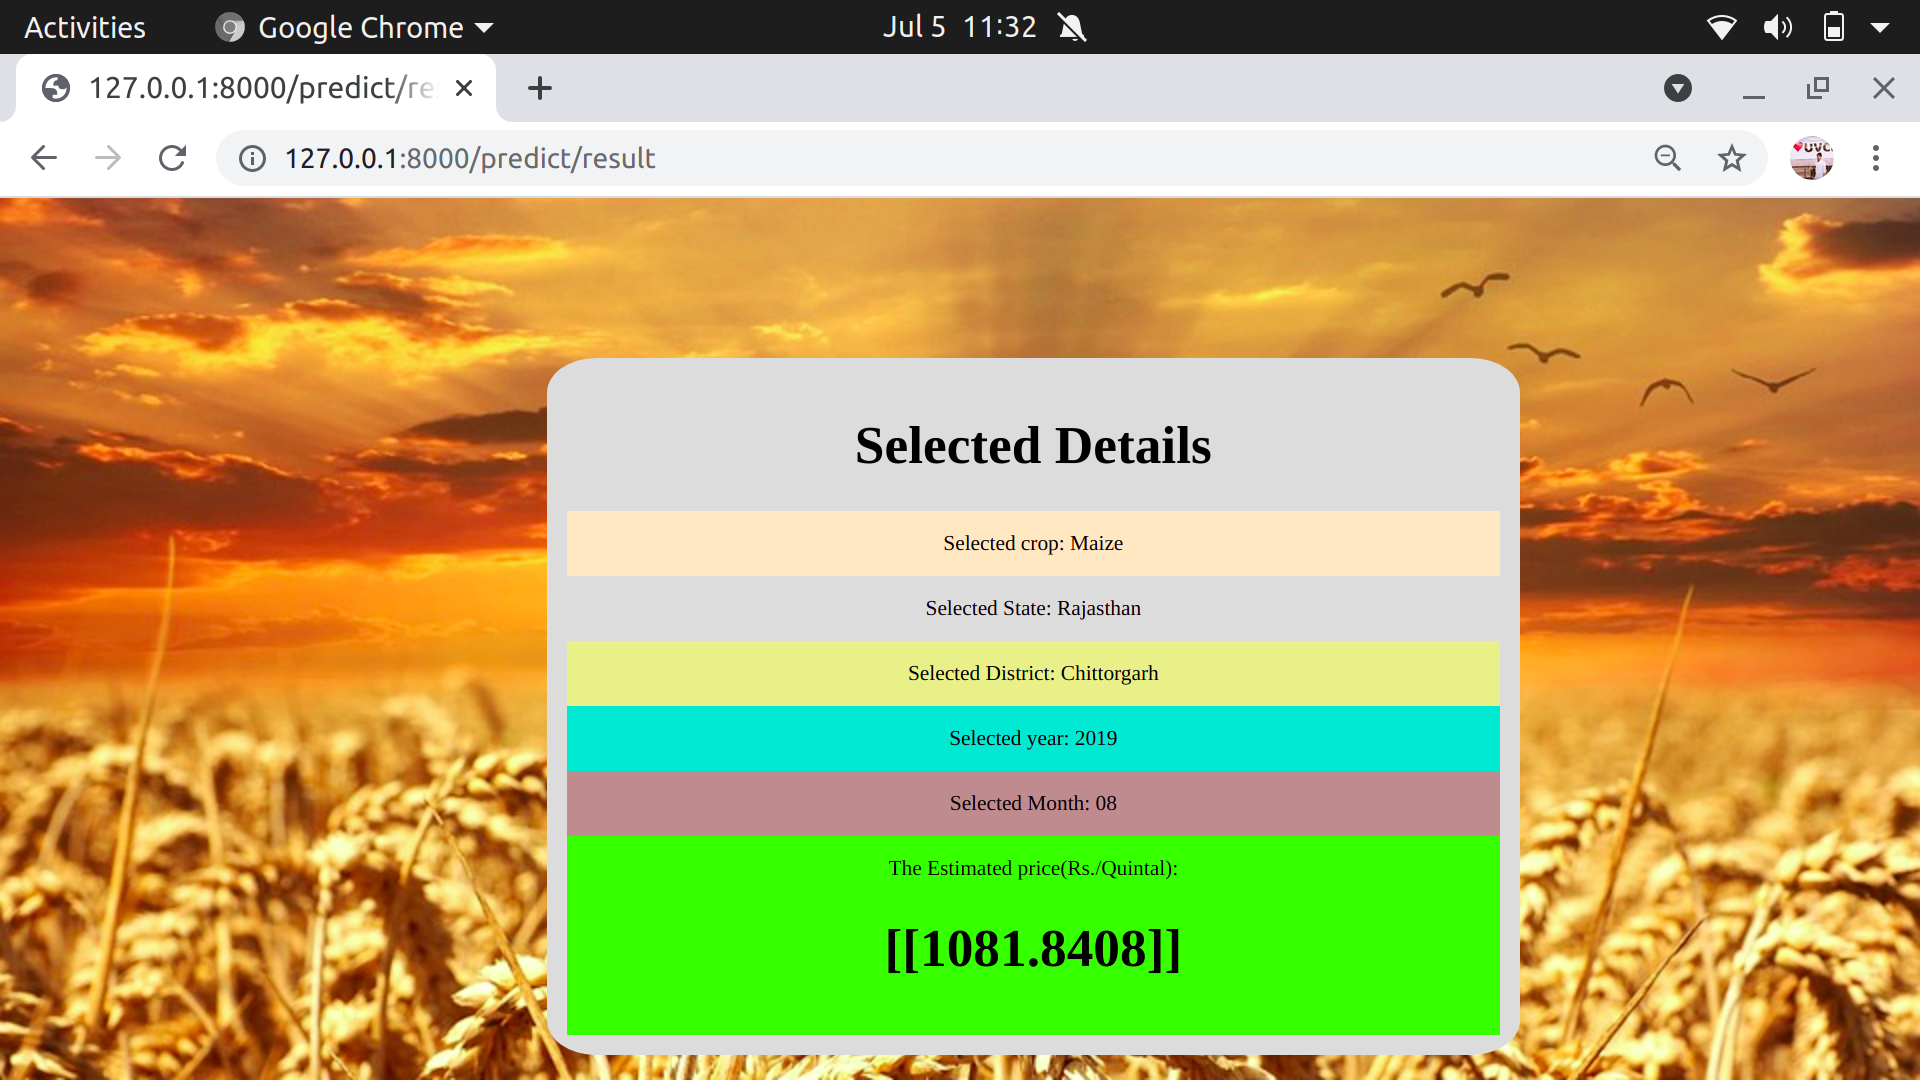 Activities
Google Chrome
Jul 5 11:32
127.0.0.1:8000/predict/re
127.0.0.1:8000/predict/result
UVC
Selected Details
Selected crop: Maize
Selected State: Rajasthan
Selected District: Chittorgarh
Selected year: 2019
Selected Month: 08
The Estimated price(Rs./Quintal):
[[1081.8408]]